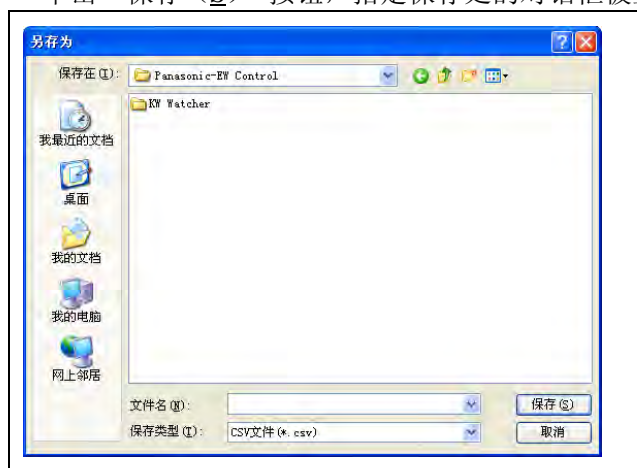 单击“保存（S）”按钮，指定保存处的对话框被
另存为
保存在(I): Panasonic-EW Control
KW Watcher
我最近的文档
桌面
我的文档
我的电脑
网上邻居
文件名(N): 保存(S)
保存类型(T): CSV文件(*.csv) 取消